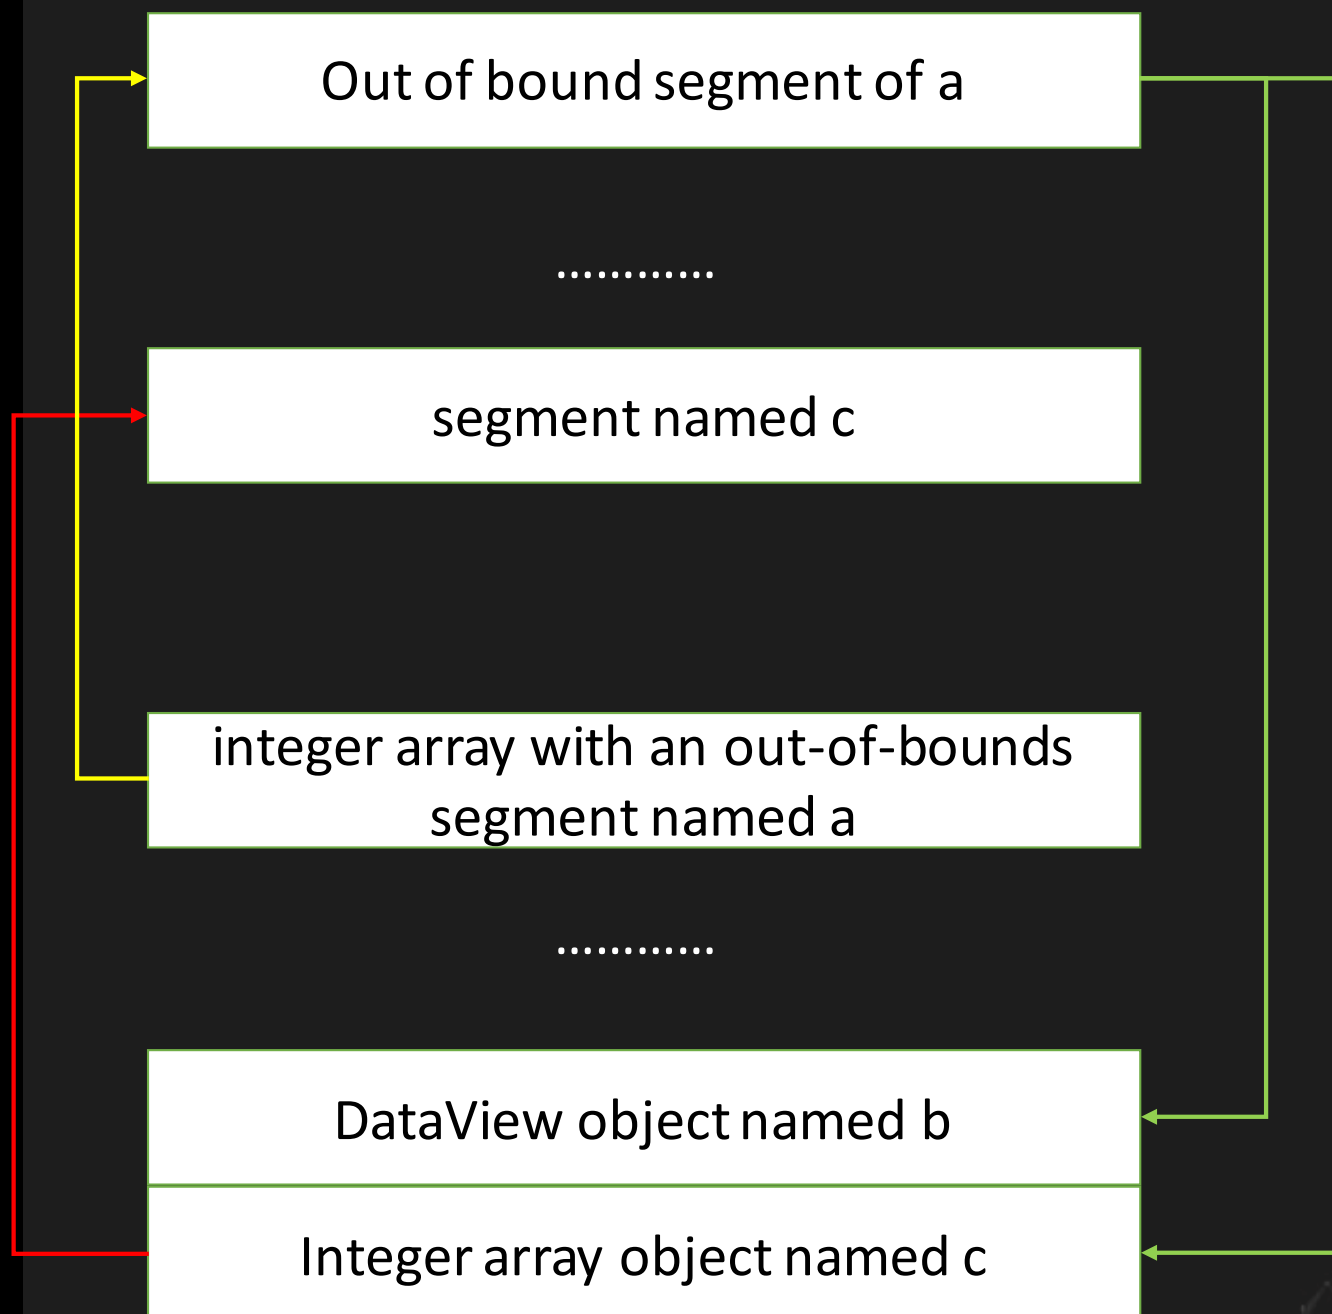 Out of bound segment of a
............
segment named c
integer array with an out-of-bounds
segment named a
............
DataView object named b
Integer array object named c